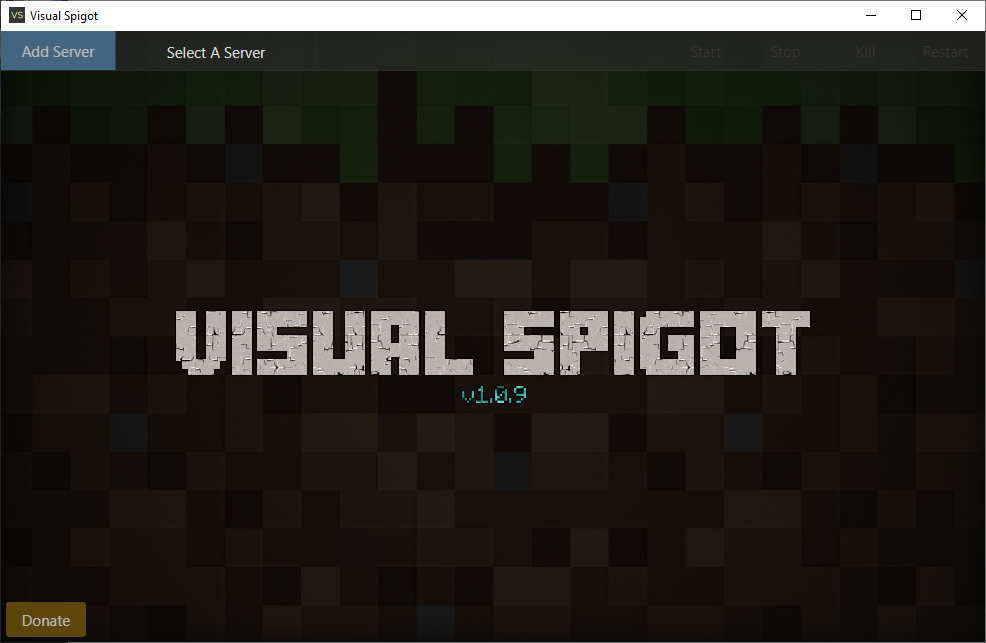 VS Visual Spigot
Add Server Select A Server Start Stop Kill Restart
VISUAL SPIGOT
v1.0.9
Donate